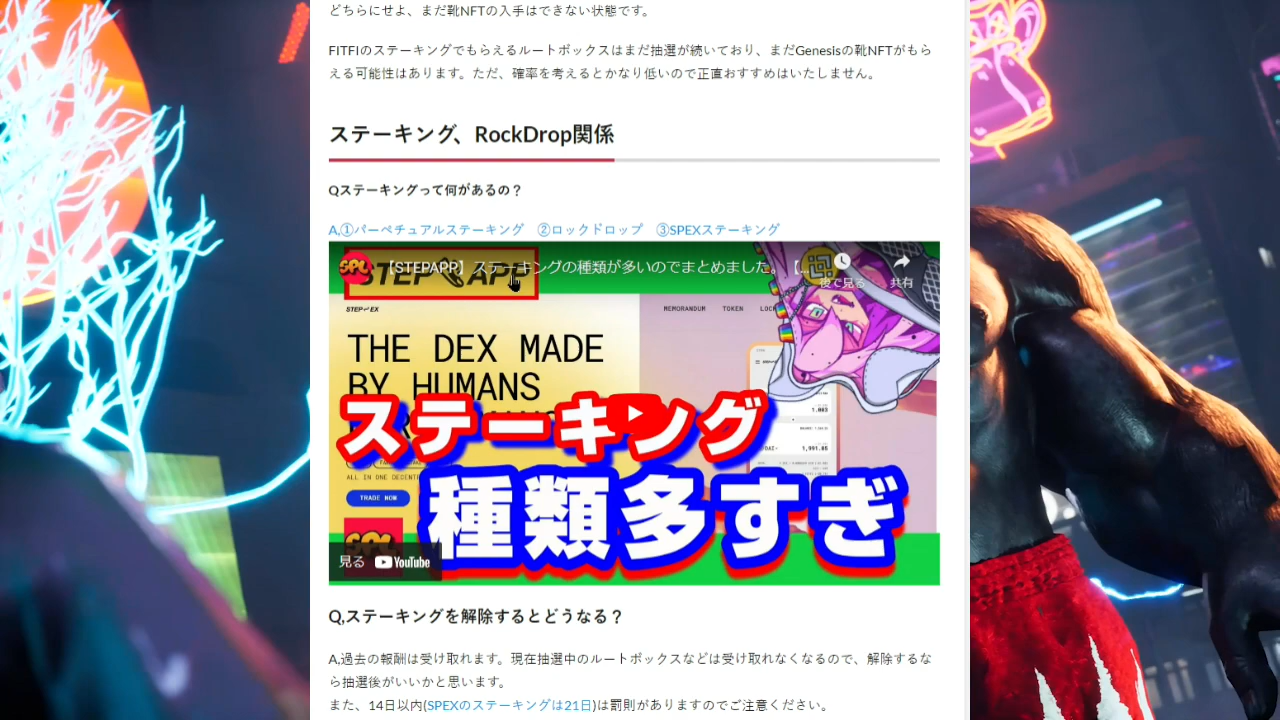 どちらにせよ、まだ靴NFTの入手はできない状態です。
FITFIのステーキングでもらえるルートボックスはまだ抽選が続いており、まだGenesisの靴NFTがもら
える可能性はあります。ただ、確率を考えるとかなり低いので正直おすすめはいたしません。
ステーキング、RockDrop関係
Qステーキングって何があるの？
A,①パーペチュアルステーキング　②ロックドロップ　③SPEXステーキング
【STEPAPP】ステーキングの種類が多いのでまとめました。【...
後で見る 共有
STEP EX
MEMORANDUM TOKEN
THE DEX MADE
BY HUMANS
1.003
1,991.05
ステーキング
ALL IN ONE
TRADE NOW
種類多すぎ
見る YouTube
Q,ステーキングを解除するとどうなる？
A,過去の報酬は受け取れます。現在抽選中のルートボックスなどは受け取れなくなるので、解除するな
ら抽選後がいいかと思います。
また、14日以内(SPEXのステーキングは21日)は罰則がありますのでご注意ください。